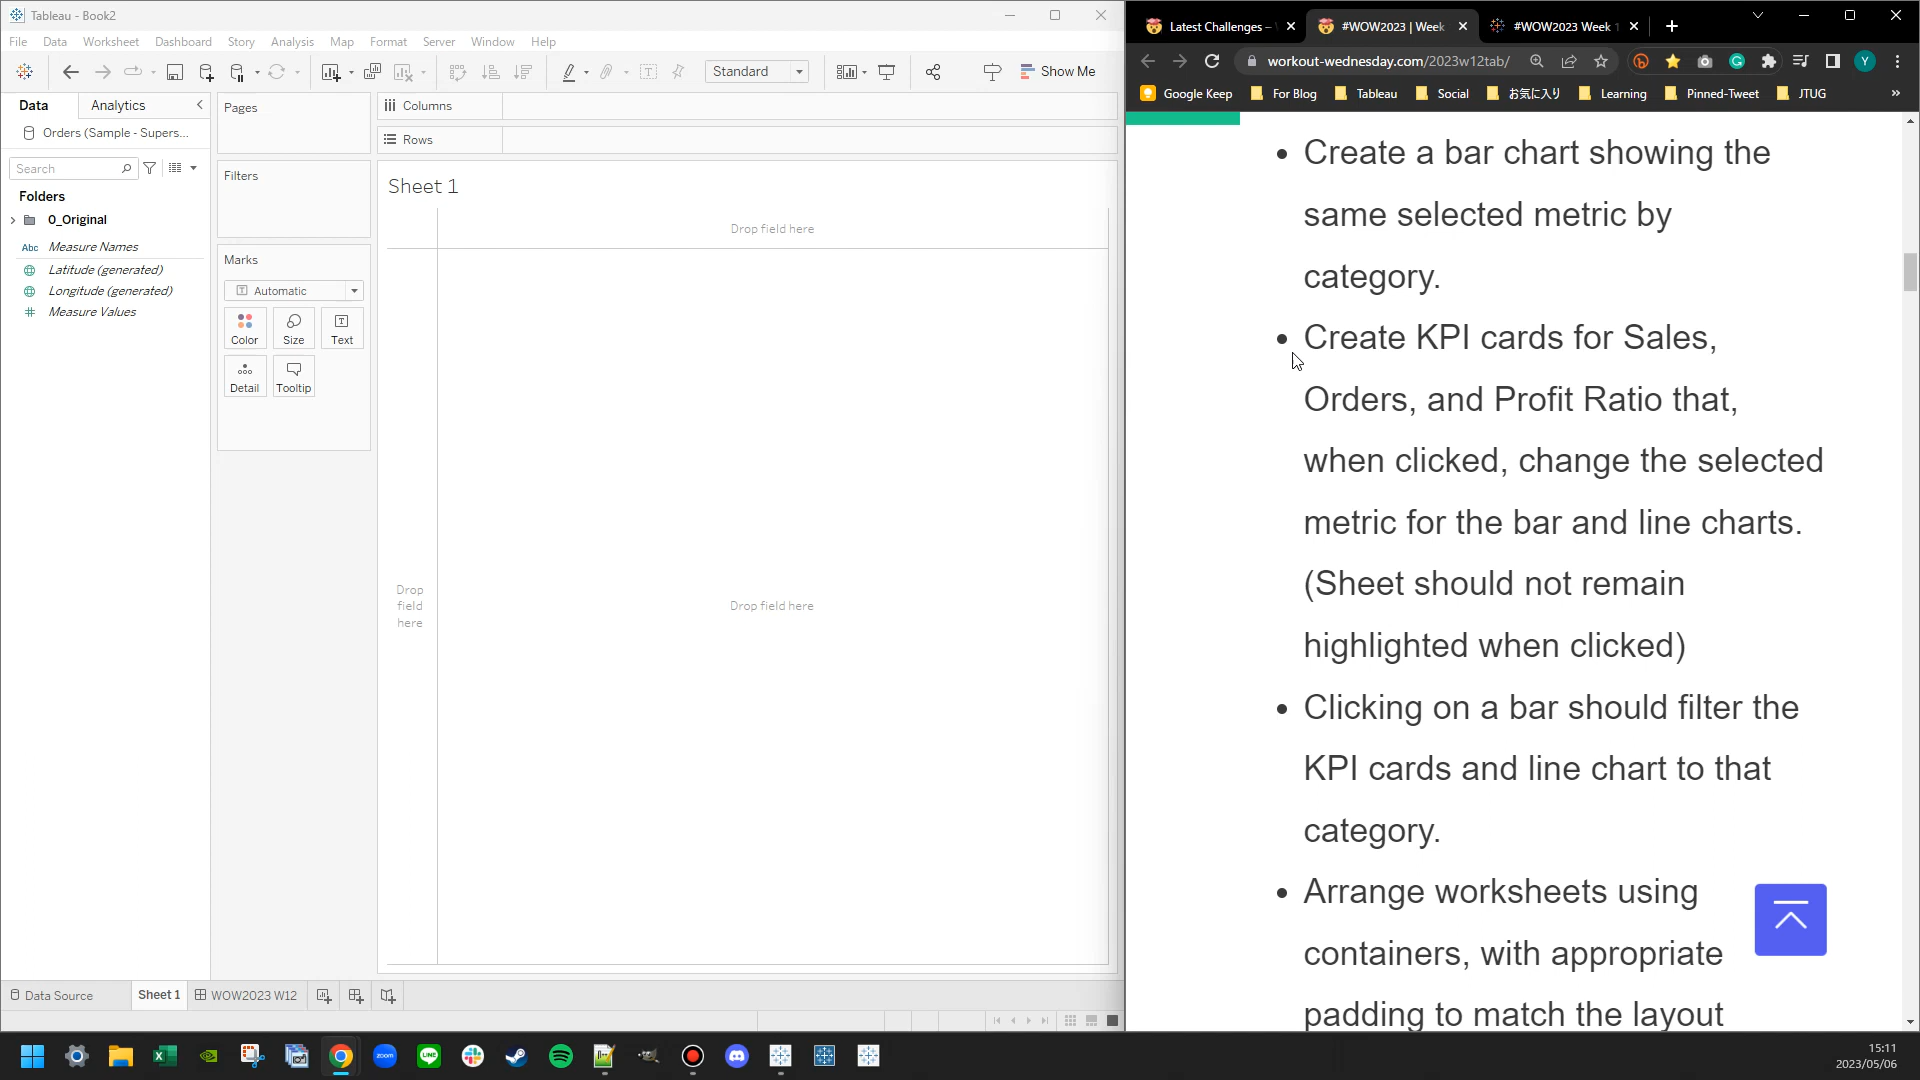 Tableau - Book2
File Data Worksheet Dashboard Story Analysis Map Format Server Window Help
Standard
Show Me
Data Analytics
Orders (Sample - Supers...
Search
Folders
0_Original
Abc Measure Names
Latitude (generated)
Longitude (generated)
# Measure Values
Pages
Filters
Marks
Automatic
Color Size Text
Detail Tooltip
Columns
Rows
Sheet 1
Drop field here
Drop
field
here
Drop field here
Data Source Sheet 1 WOW2023 W12
Latest Challenges –
#WOW2023 | Week
#WOW2023 Week 1
workout-wednesday.com/2023w12tab/
Y
Google Keep For Blog Tableau Social お気に入り Learning Pinned-Tweet JTUG »
• Create a bar chart showing the
same selected metric by
category.
• Create KPI cards for Sales,
Orders, and Profit Ratio that,
when clicked, change the selected
metric for the bar and line charts.
(Sheet should not remain
highlighted when clicked)
• Clicking on a bar should filter the
KPI cards and line chart to that
category.
• Arrange worksheets using
containers, with appropriate
padding to match the layout
zoom
LINE
15:11
2023/05/06